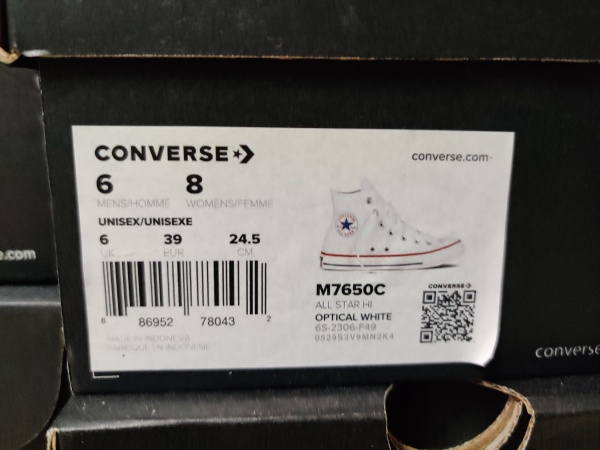 CONVERSE
converse.com
6 8
MENS/HOMME WOMENS/FEMME
UNISEX/UNISEXE
6 39 24.5
UK EUR CM
M7650C
ALL STAR HI
OPTICAL WHITE
6S-2306-F49
0929S3V9MN2K4
CONVERSE
8 86952 78043 2
MADE IN INDONESIA
FABRIQUÉ EN INDONÉSIE
e.com
converse